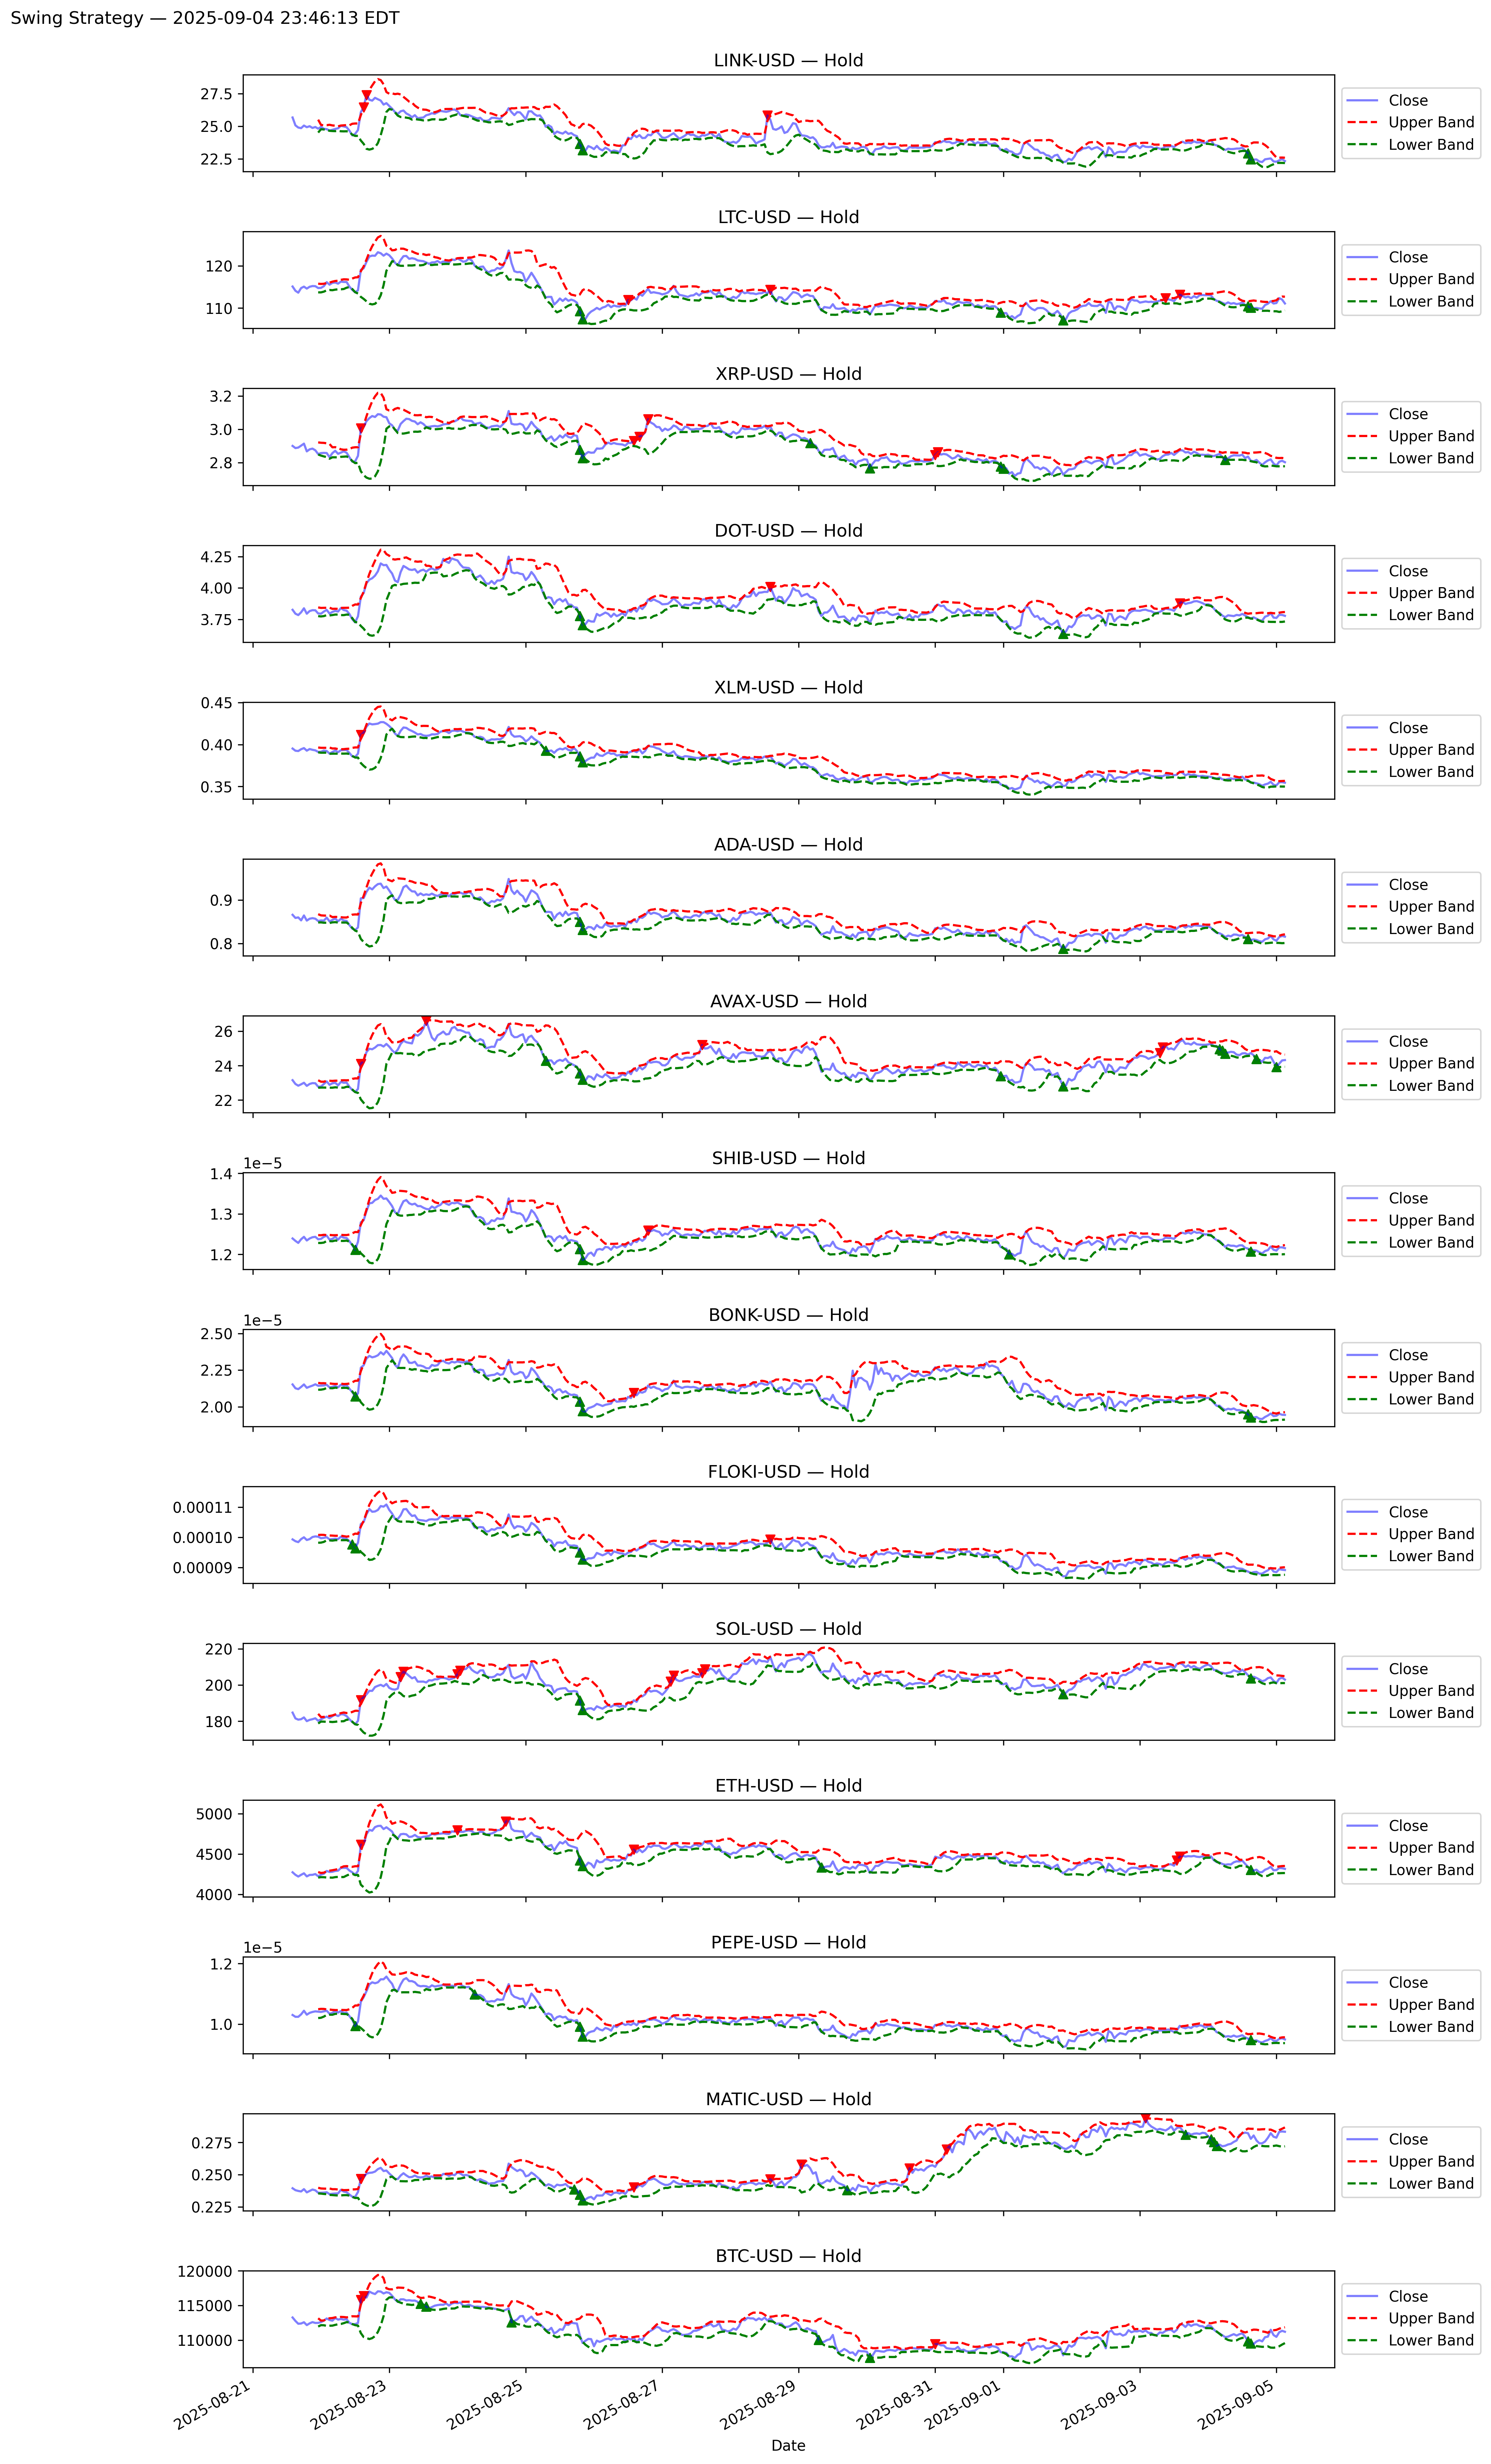 Swing Strategy — 2025-09-04 23:46:13 EDT
LINK-USD — Hold
27.5
25.0
22.5
Close
Upper Band
Lower Band
LTC-USD — Hold
120
110
Close
Upper Band
Lower Band
XRP-USD — Hold
3.2
3.0
2.8
Close
Upper Band
Lower Band
DOT-USD — Hold
4.25
4.00
3.75
Close
Upper Band
Lower Band
XLM-USD — Hold
0.45
0.40
0.35
Close
Upper Band
Lower Band
ADA-USD — Hold
0.9
0.8
Close
Upper Band
Lower Band
AVAX-USD — Hold
26
24
22
Close
Upper Band
Lower Band
SHIB-USD — Hold
1e−5
1.4
1.3
1.2
Close
Upper Band
Lower Band
BONK-USD — Hold
1e−5
2.50
2.25
2.00
Close
Upper Band
Lower Band
FLOKI-USD — Hold
0.00011
0.00010
0.00009
Close
Upper Band
Lower Band
SOL-USD — Hold
220
200
180
Close
Upper Band
Lower Band
ETH-USD — Hold
5000
4500
4000
Close
Upper Band
Lower Band
PEPE-USD — Hold
1e−5
1.2
1.0
Close
Upper Band
Lower Band
MATIC-USD — Hold
0.275
0.250
0.225
Close
Upper Band
Lower Band
BTC-USD — Hold
120000
115000
110000
Close
Upper Band
Lower Band
2025-08-21
2025-08-23
2025-08-25
2025-08-27
2025-08-29
2025-08-31
2025-09-01
2025-09-03
2025-09-05
Date